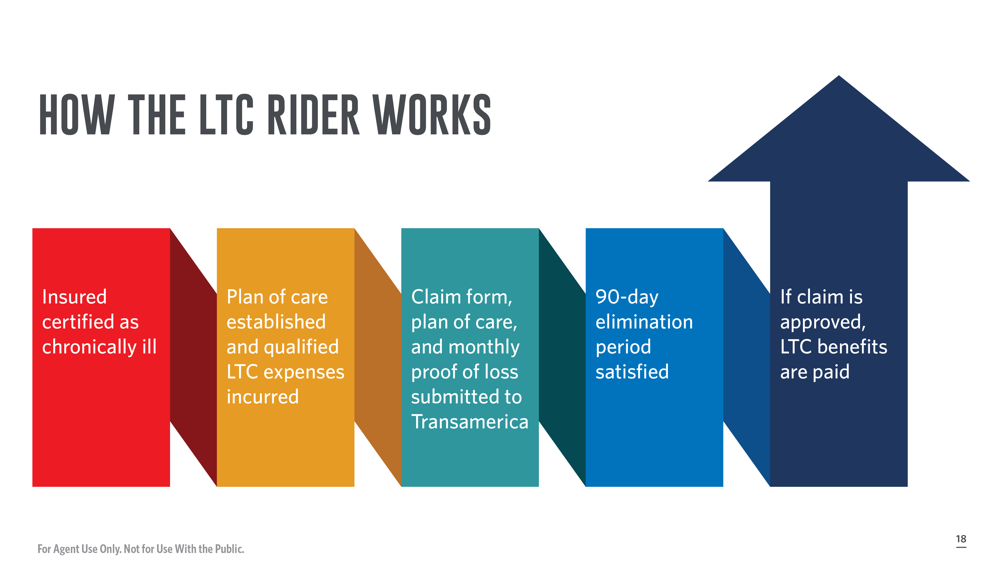 HOW THE LTC RIDER WORKS
Insured
certified as
chronically ill
Plan of care
established
and qualified
LTC expenses
incurred
Claim form,
plan of care,
and monthly
proof of loss
submitted to
Transamerica
90-day
elimination
period
satisfied
If claim is
approved,
LTC benefits
are paid
For Agent Use Only. Not for Use With the Public.
18